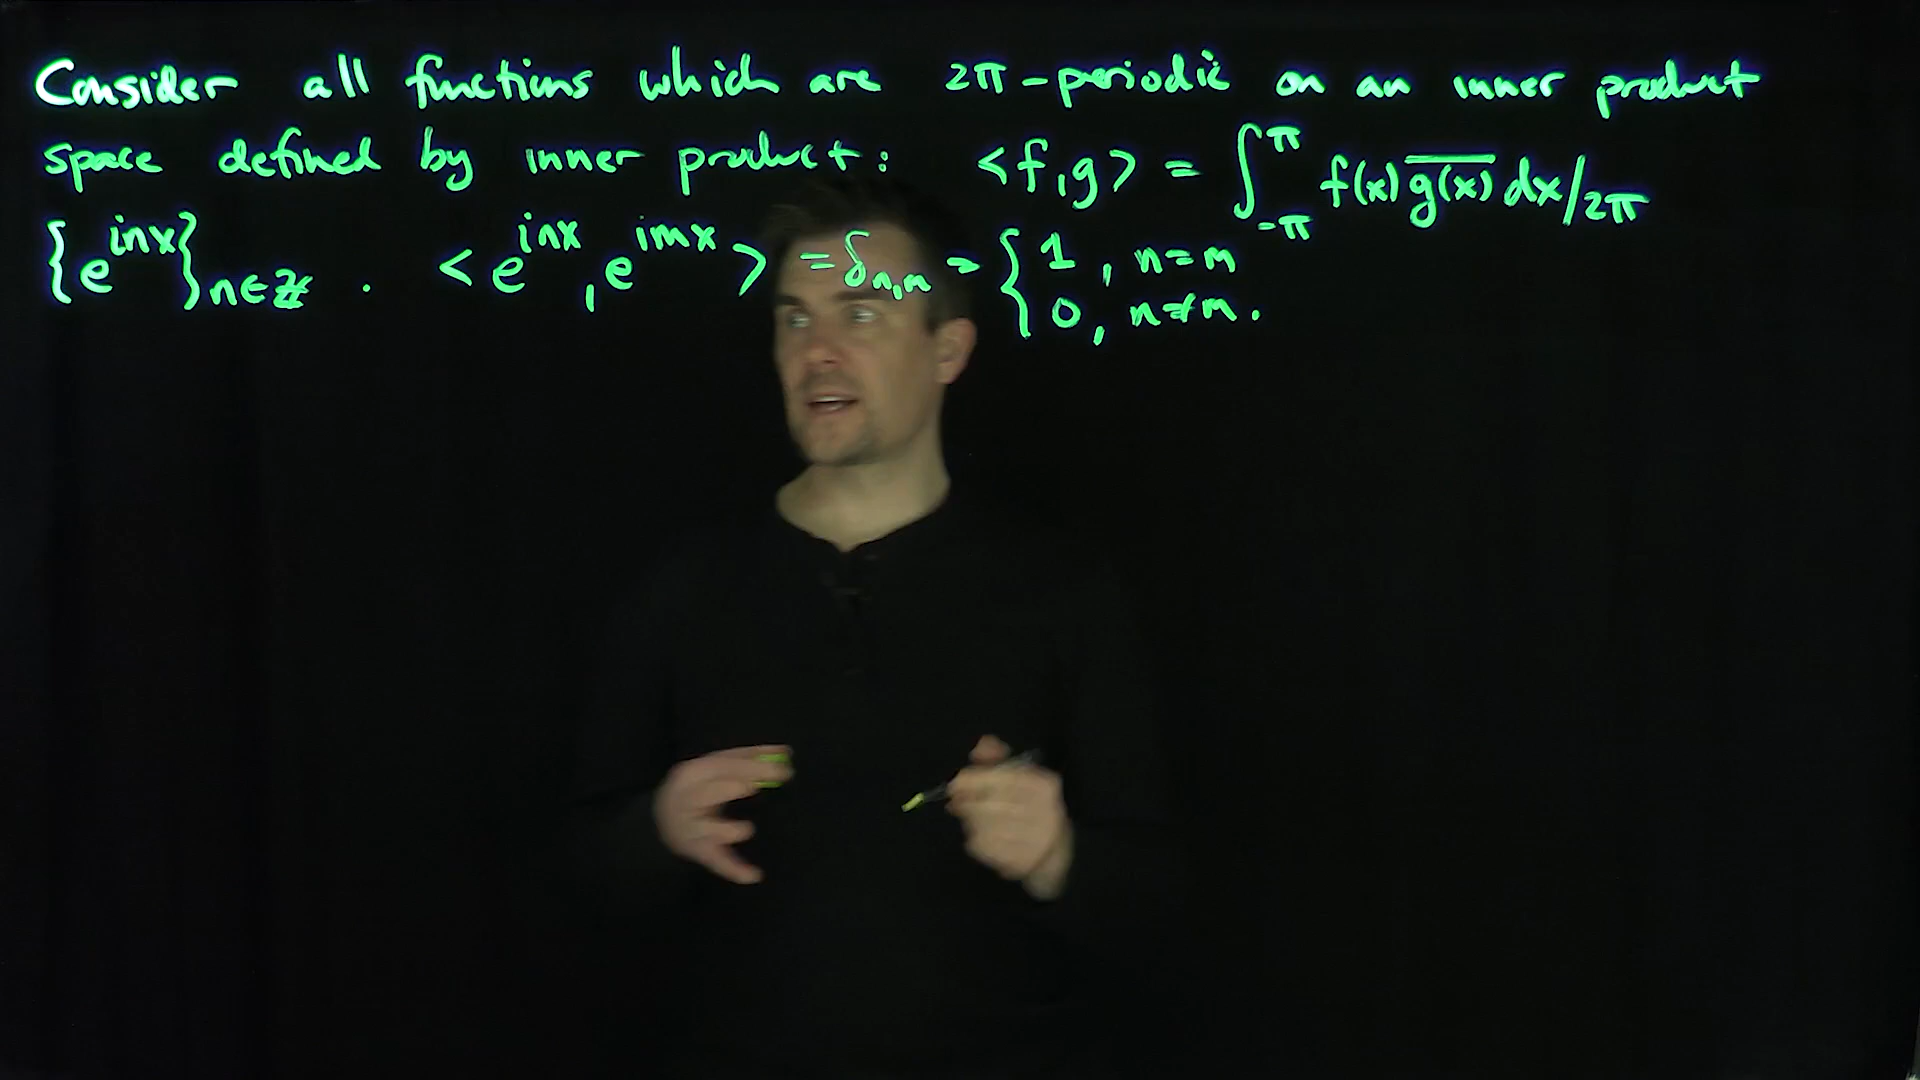 Consider all functions which are 2π-periodic on an inner product
space defined by inner product: <f,g> = ∫_{-π}^{π} f(x) \overline{g(x)} dx/2π
{e^{inx}}_{n∈ℤ}. <e^{inx}, e^{imx}> = δ_{n,m} = { 1, n=m
0, n≠m.